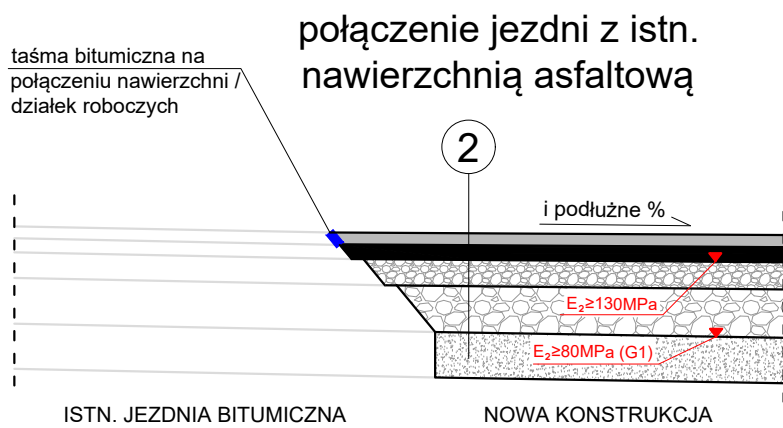 połączenie jezdni z istn.
nawierzchnią asfaltową
taśma bitumiczna na
połączeniu nawierzchni /
działek roboczych
2
i podłużne %
E₂≥130MPa
E₂≥80MPa (G1)
ISTN. JEZDNIA BITUMICZNA
NOWA KONSTRUKCJA